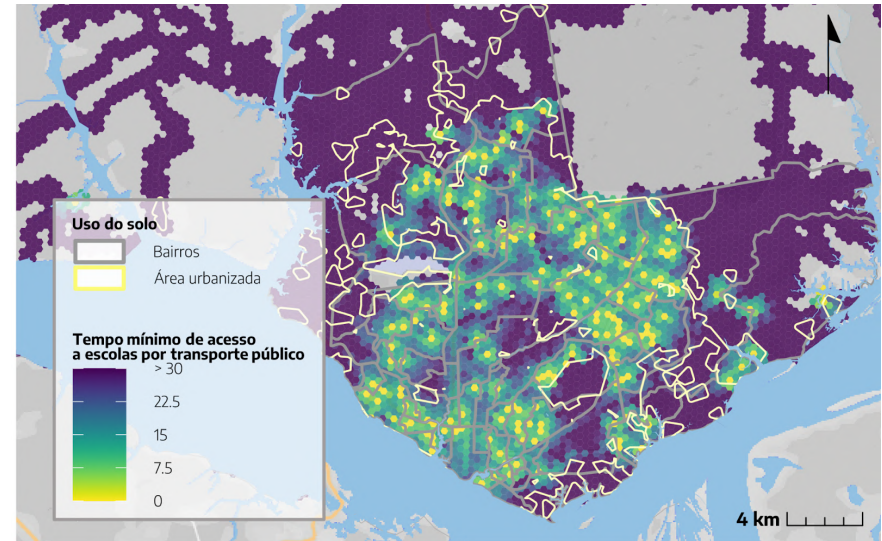 Uso do solo
Bairros
Área urbanizada
Tempo mínimo de acesso
a escolas por transporte público
> 30
22.5
15
7.5
0
4 km